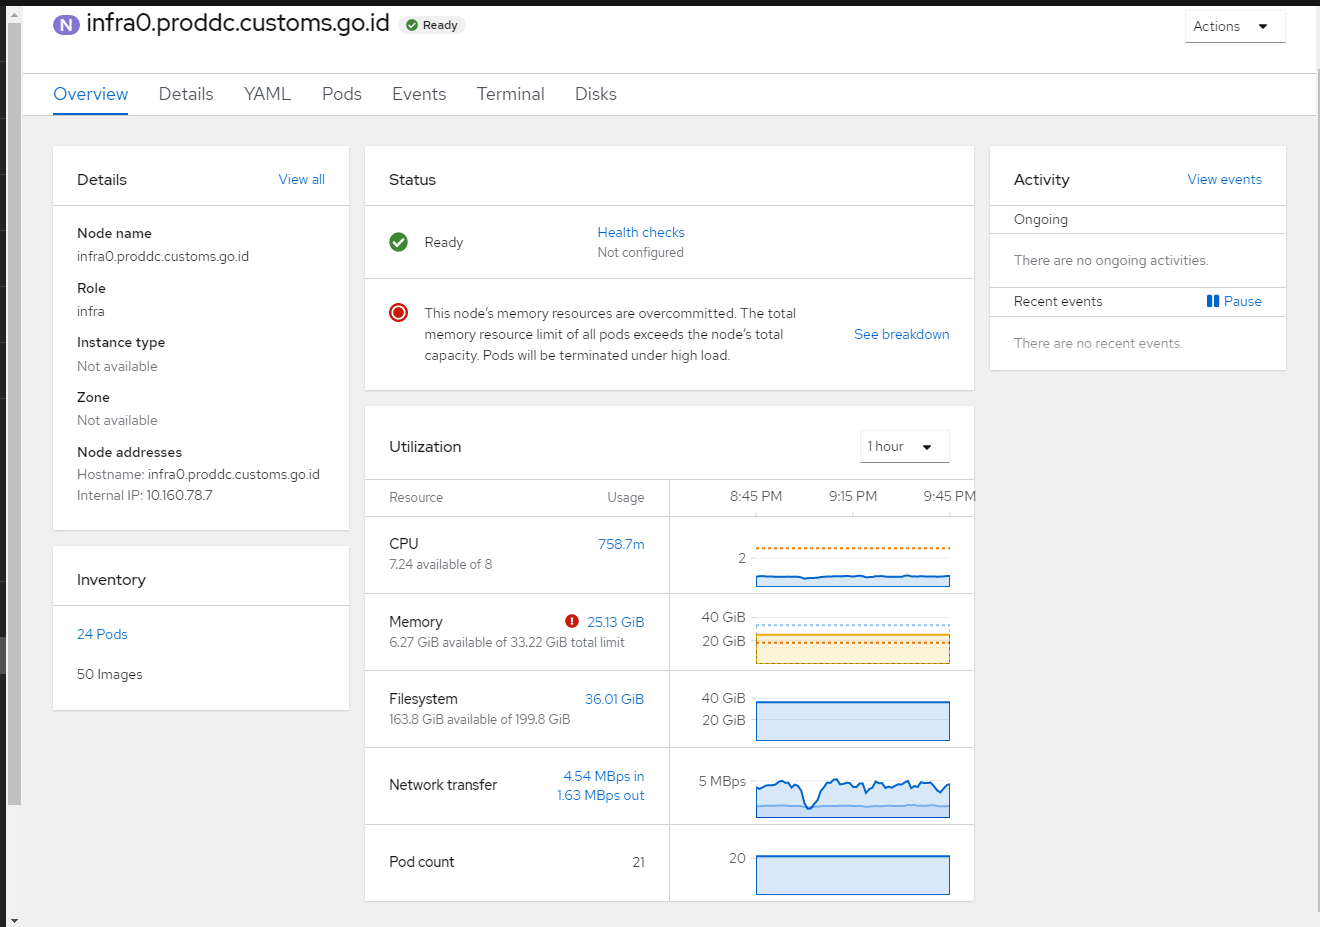 N infra0.proddc.customs.go.id Ready
Actions
Overview Details YAML Pods Events Terminal Disks
Details View all
Node name
infra0.proddc.customs.go.id
Role
infra
Instance type
Not available
Zone
Not available
Node addresses
Hostname: infra0.proddc.customs.go.id
Internal IP: 10.160.78.7
Inventory
24 Pods
50 Images
Status
Ready
Health checks
Not configured
This node's memory resources are overcommitted. The total
memory resource limit of all pods exceeds the node's total
capacity. Pods will be terminated under high load.
See breakdown
Utilization
1 hour
Resource Usage
8:45 PM 9:15 PM 9:45 PM
CPU 758.7m
7.24 available of 8
2
Memory 25.13 GiB
6.27 GiB available of 33.22 GiB total limit
40 GiB
20 GiB
Filesystem 36.01 GiB
163.8 GiB available of 199.8 GiB
40 GiB
20 GiB
Network transfer
4.54 MBps in
1.63 MBps out
5 MBps
Pod count 21
20
Activity View events
Ongoing
There are no ongoing activities.
Recent events Pause
There are no recent events.